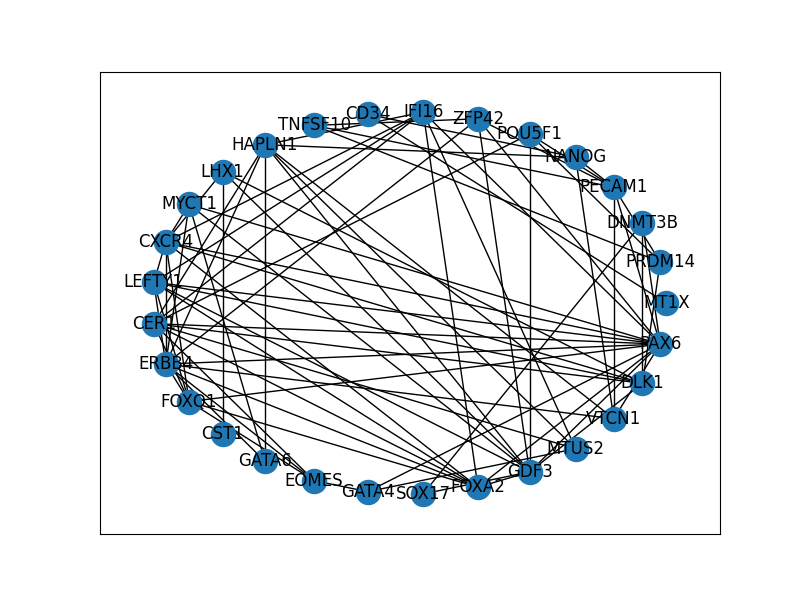 IFI16
CD34
ZFP42
TNFSF10
POU5F1
HAPLN1
NANOG
LHX1
PECAM1
MYCT1
DNMT3B
CXCR4
PRDM14
LEFTY1
MT1X
CER1
PAX6
ERBB4
DLK1
FOXQ1
VTCN1
CST1
MTUS2
GATA6
GDF3
EOMES
FOXA2
GATA4
SOX17